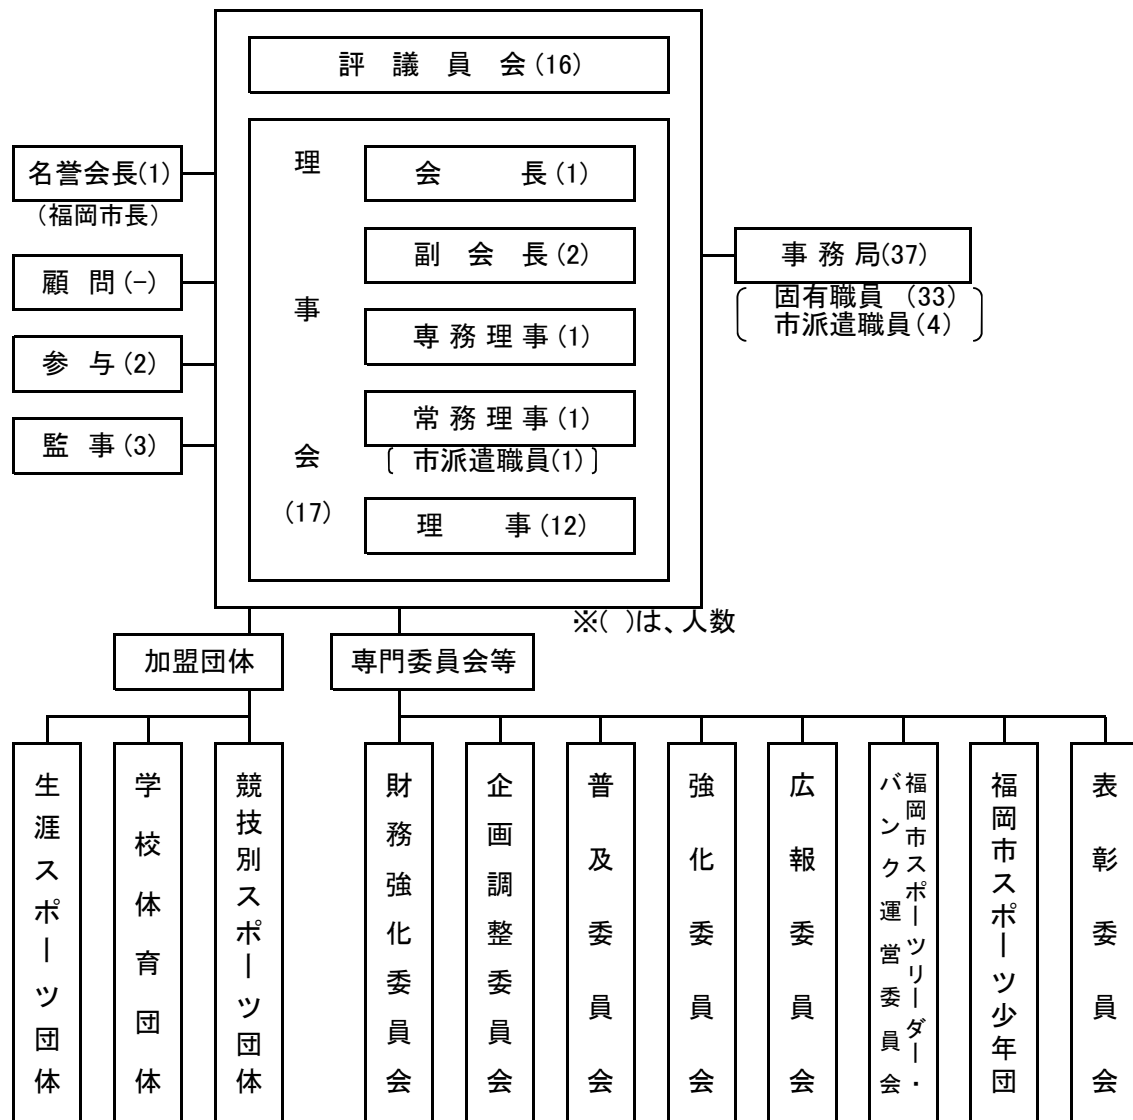 評議員会(16)
理事会(17)
会長(1)
副会長(2)
専務理事(1)
常務理事(1)
〔市派遣職員(1)〕
理事(12)
名誉会長(1)
(福岡市長)
顧問(-)
参与(2)
監事(3)
事務局(37)
固有職員 (33)
市派遣職員(4)
※( )は、人数
加盟団体
専門委員会等
生涯スポーツ団体
学校体育団体
競技別スポーツ団体
財務強化委員会
企画調整委員会
普及委員会
強化委員会
広報委員会
福岡市スポーツリーダー・
バンク運営委員会
福岡市スポーツ少年団
表彰委員会